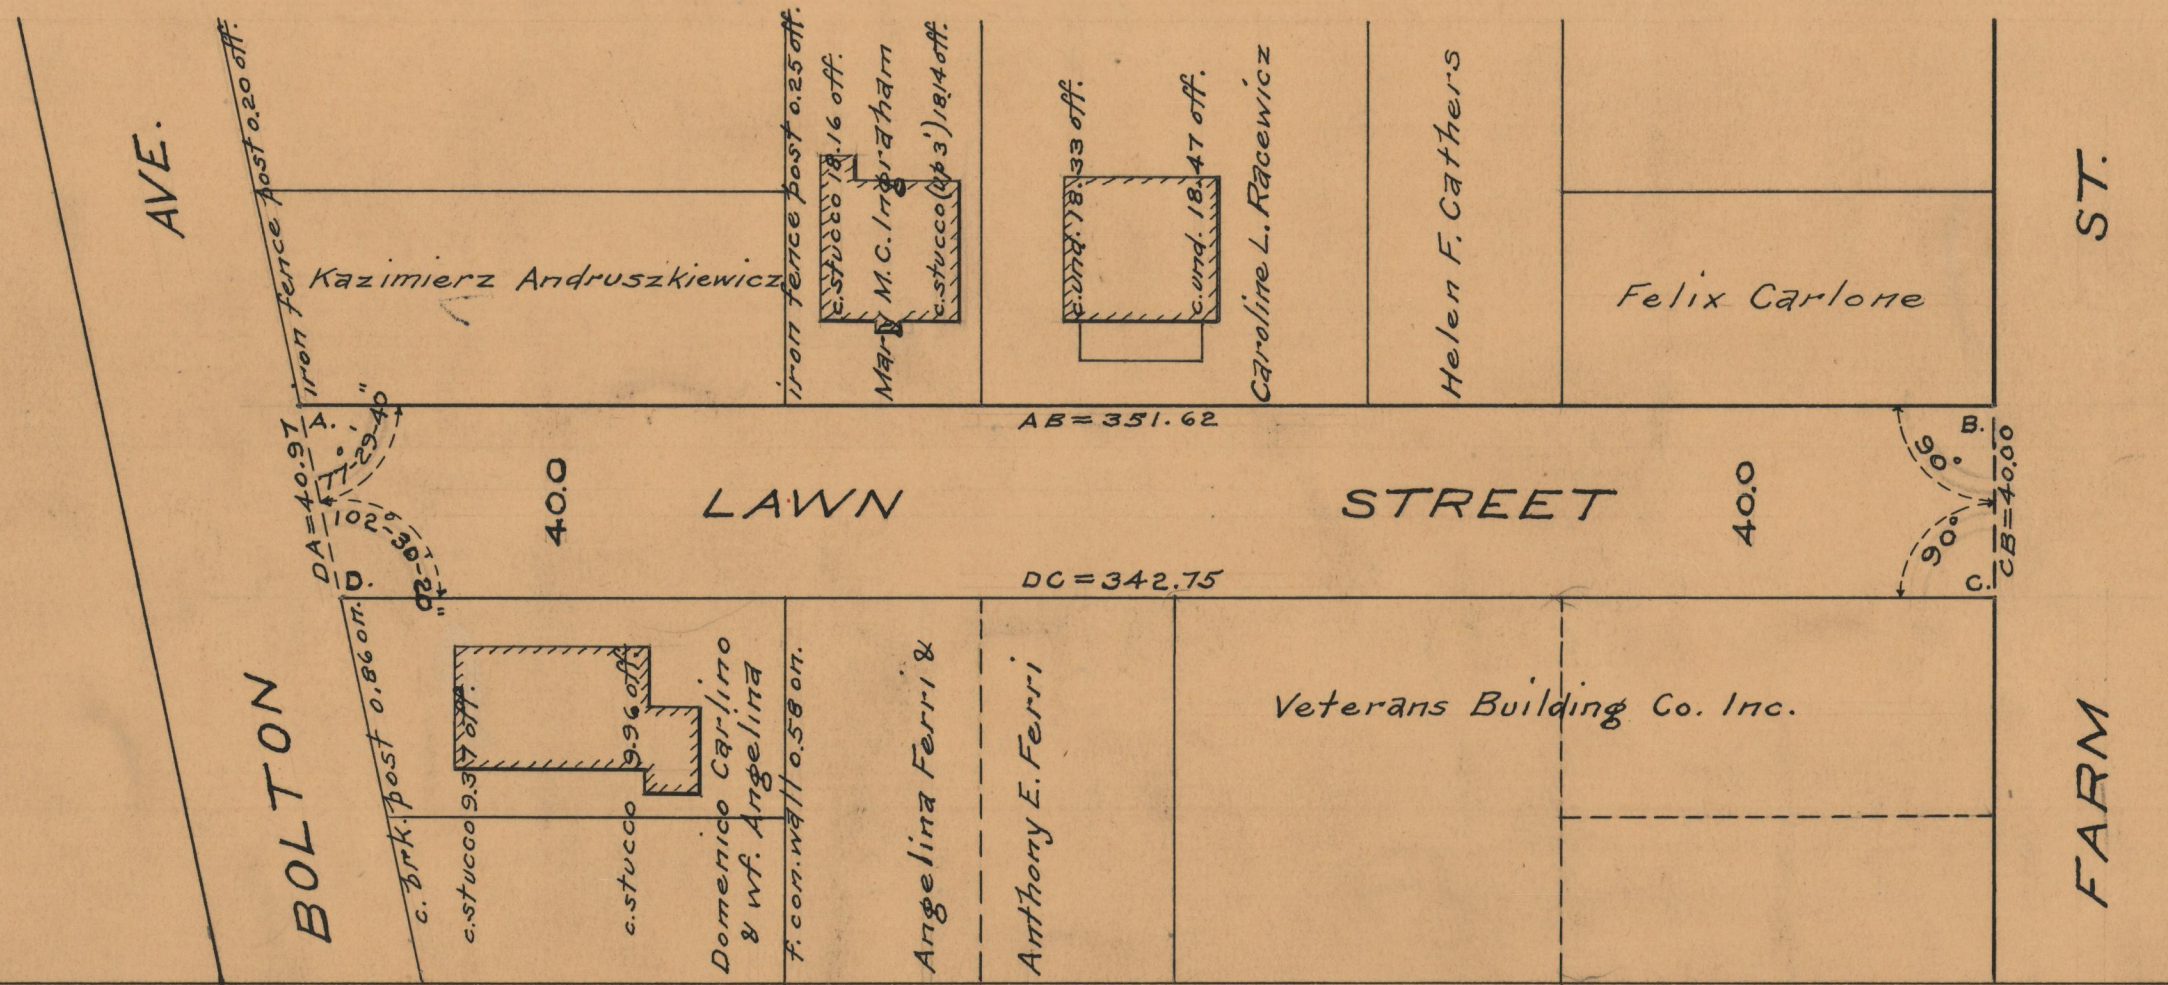 BOLTON AVE.
iron fence post 0.20 off.
Kazimierz Andruszkiewicz
iron fence post 0.25 off.
c.stucco 18.16 off.
Mary M.C. Ingraham
c.stucco (up 3') 18.14 off.
c.und. 18.33 off.
c.und. 18.47 off.
Caroline L. Racewicz
Helen F. Cathers
Felix Carlone
FARM ST.
A.
77°-29'-40"
AB=351.62
B.
90°
DA=40.97
40.0
LAWN STREET
40.0
CB=40.00
102°-30'-20"
D.
DC=342.75
90°
C.
c. brk. post 0.86 on.
c.stucco 9.37 off.
c.stucco 9.96 off.
Domenico Carlino
& wf. Angelina
f. com. wall 0.58 on.
Angelina Ferri &
Anthony E. Ferri
Veterans Building Co. Inc.